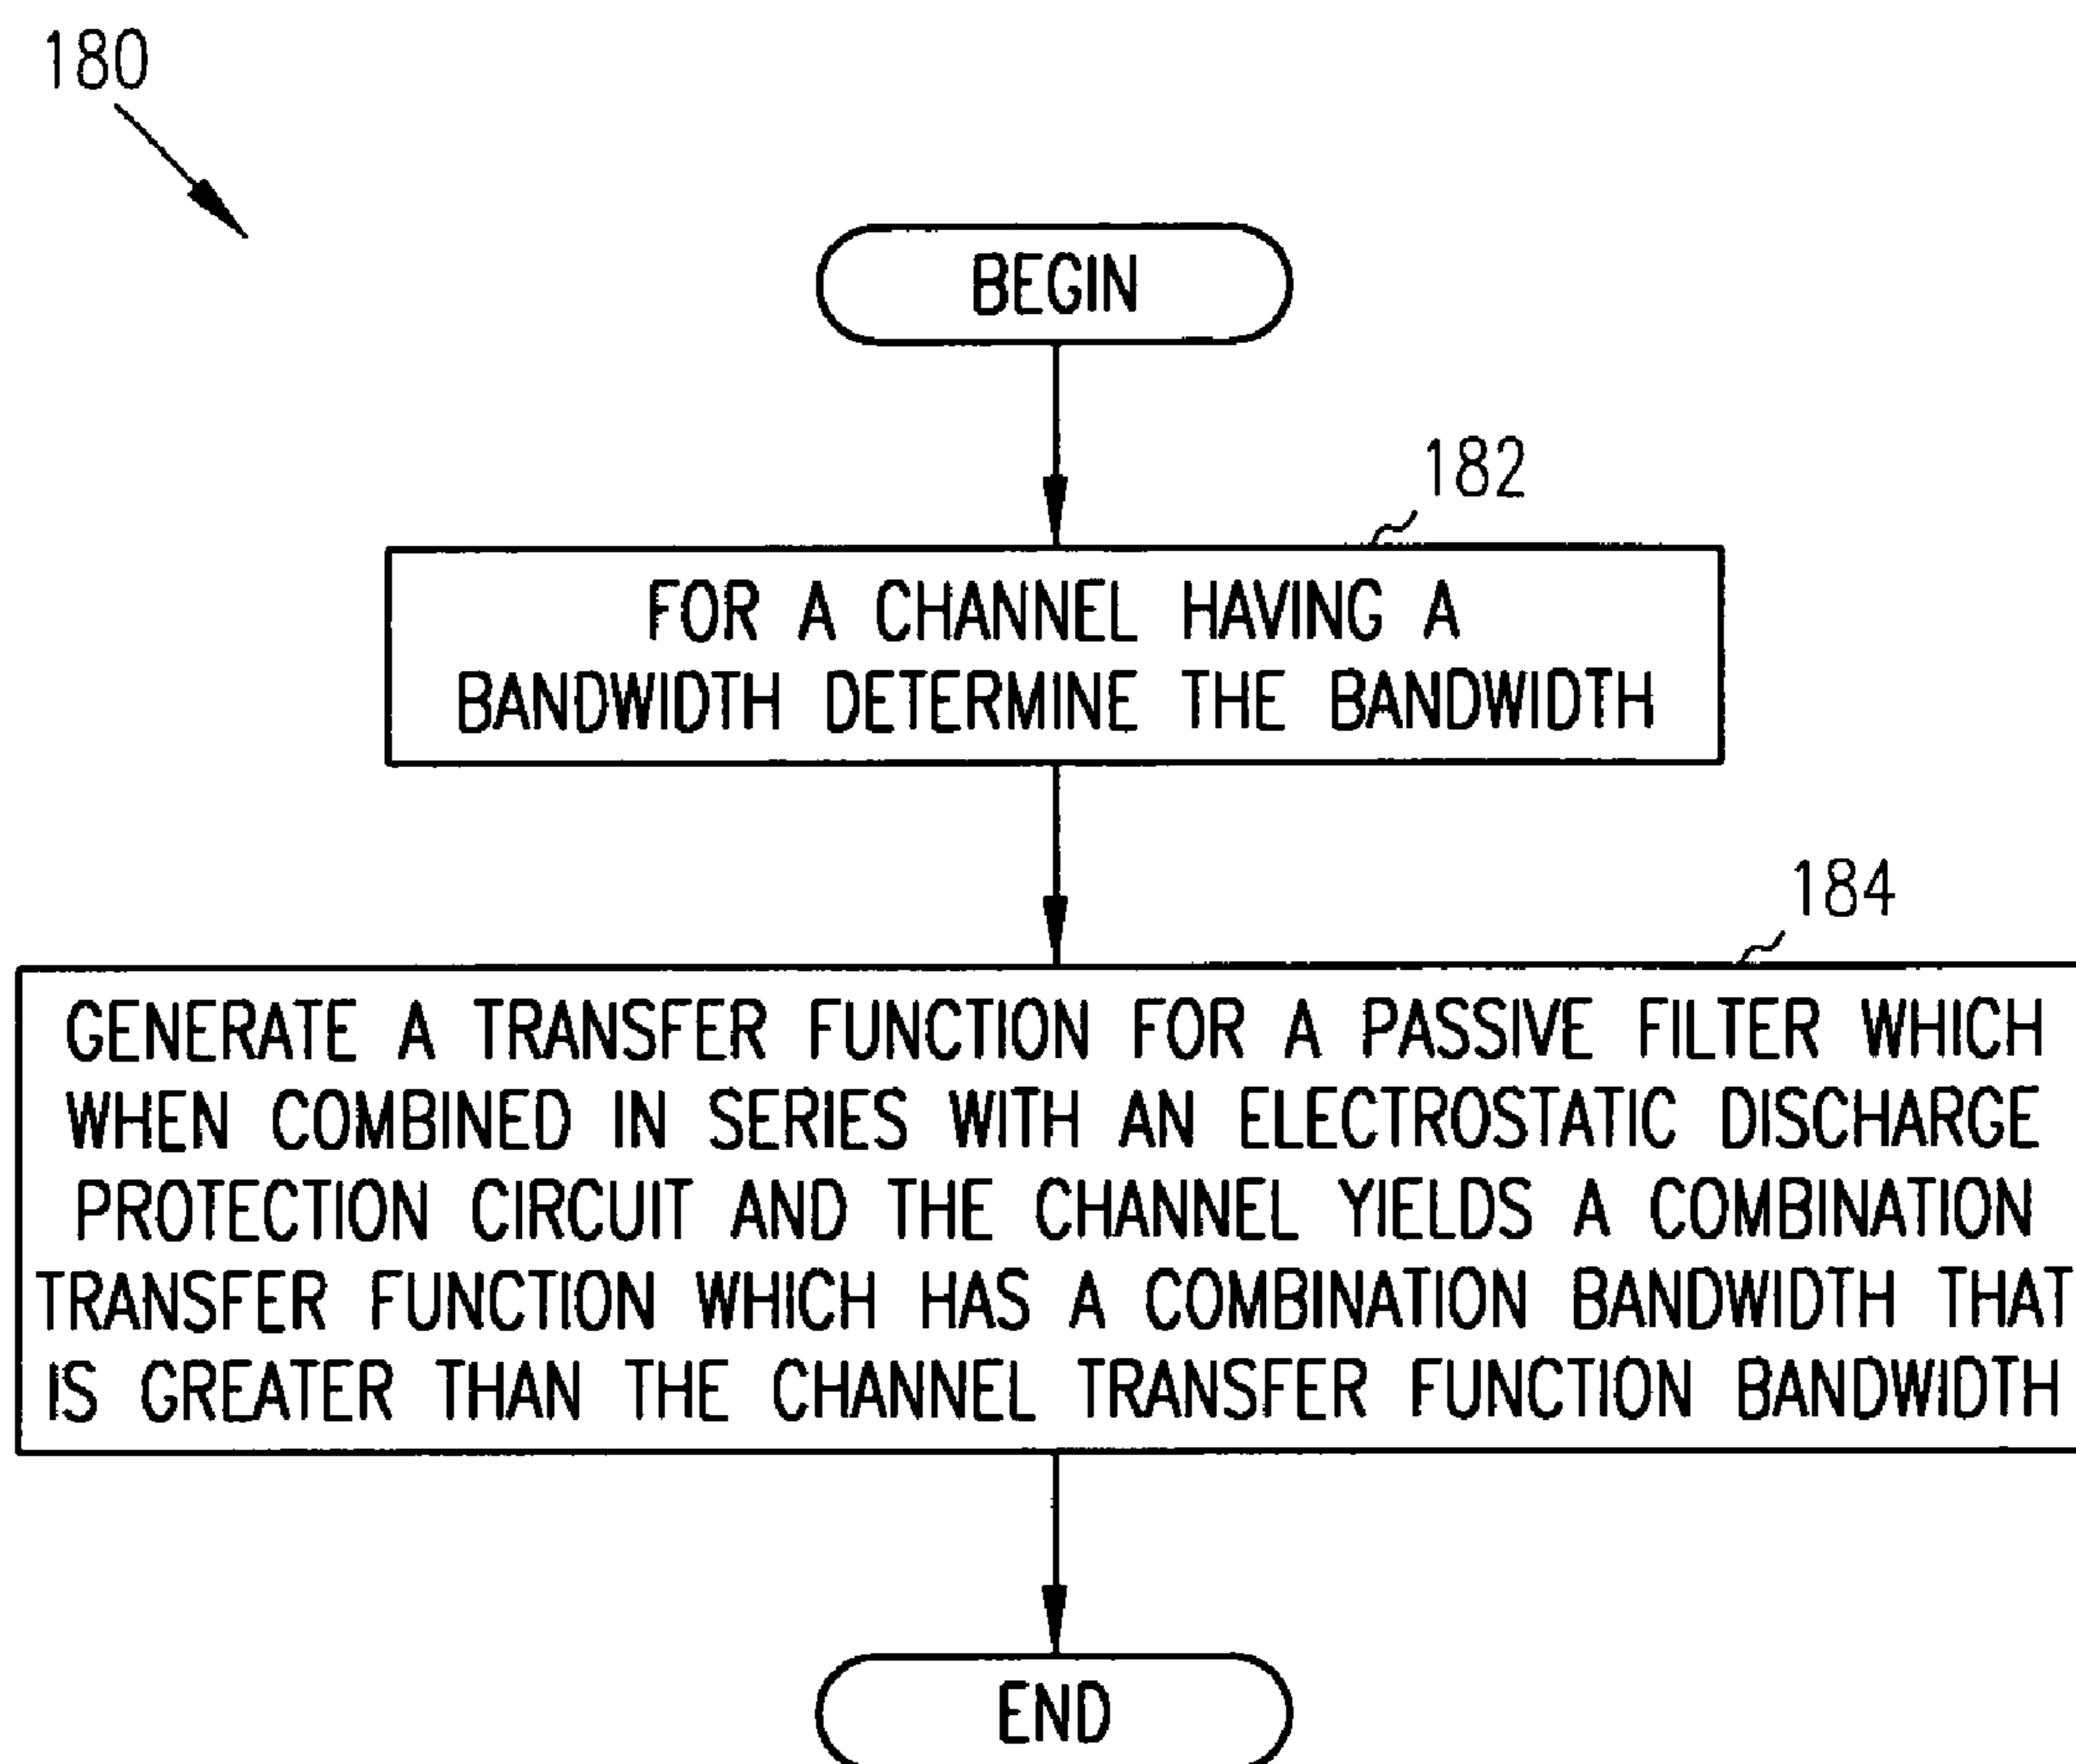 180
BEGIN
182
FOR A CHANNEL HAVING A
BANDWIDTH DETERMINE THE BANDWIDTH
184
GENERATE A TRANSFER FUNCTION FOR A PASSIVE FILTER WHICH
WHEN COMBINED IN SERIES WITH AN ELECTROSTATIC DISCHARGE
PROTECTION CIRCUIT AND THE CHANNEL YIELDS A COMBINATION
TRANSFER FUNCTION WHICH HAS A COMBINATION BANDWIDTH THAT
IS GREATER THAN THE CHANNEL TRANSFER FUNCTION BANDWIDTH
END